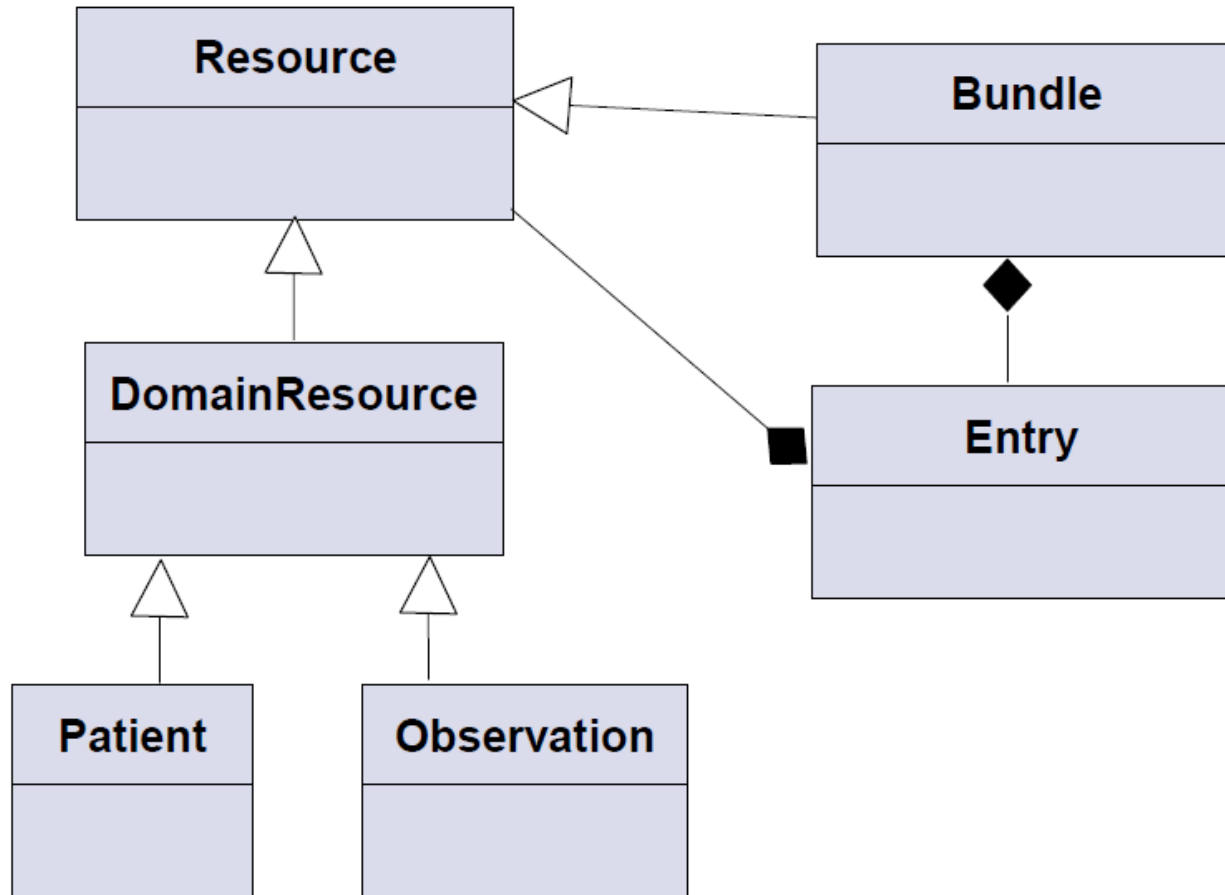 Resource
Bundle
DomainResource
Entry
Patient
Observation